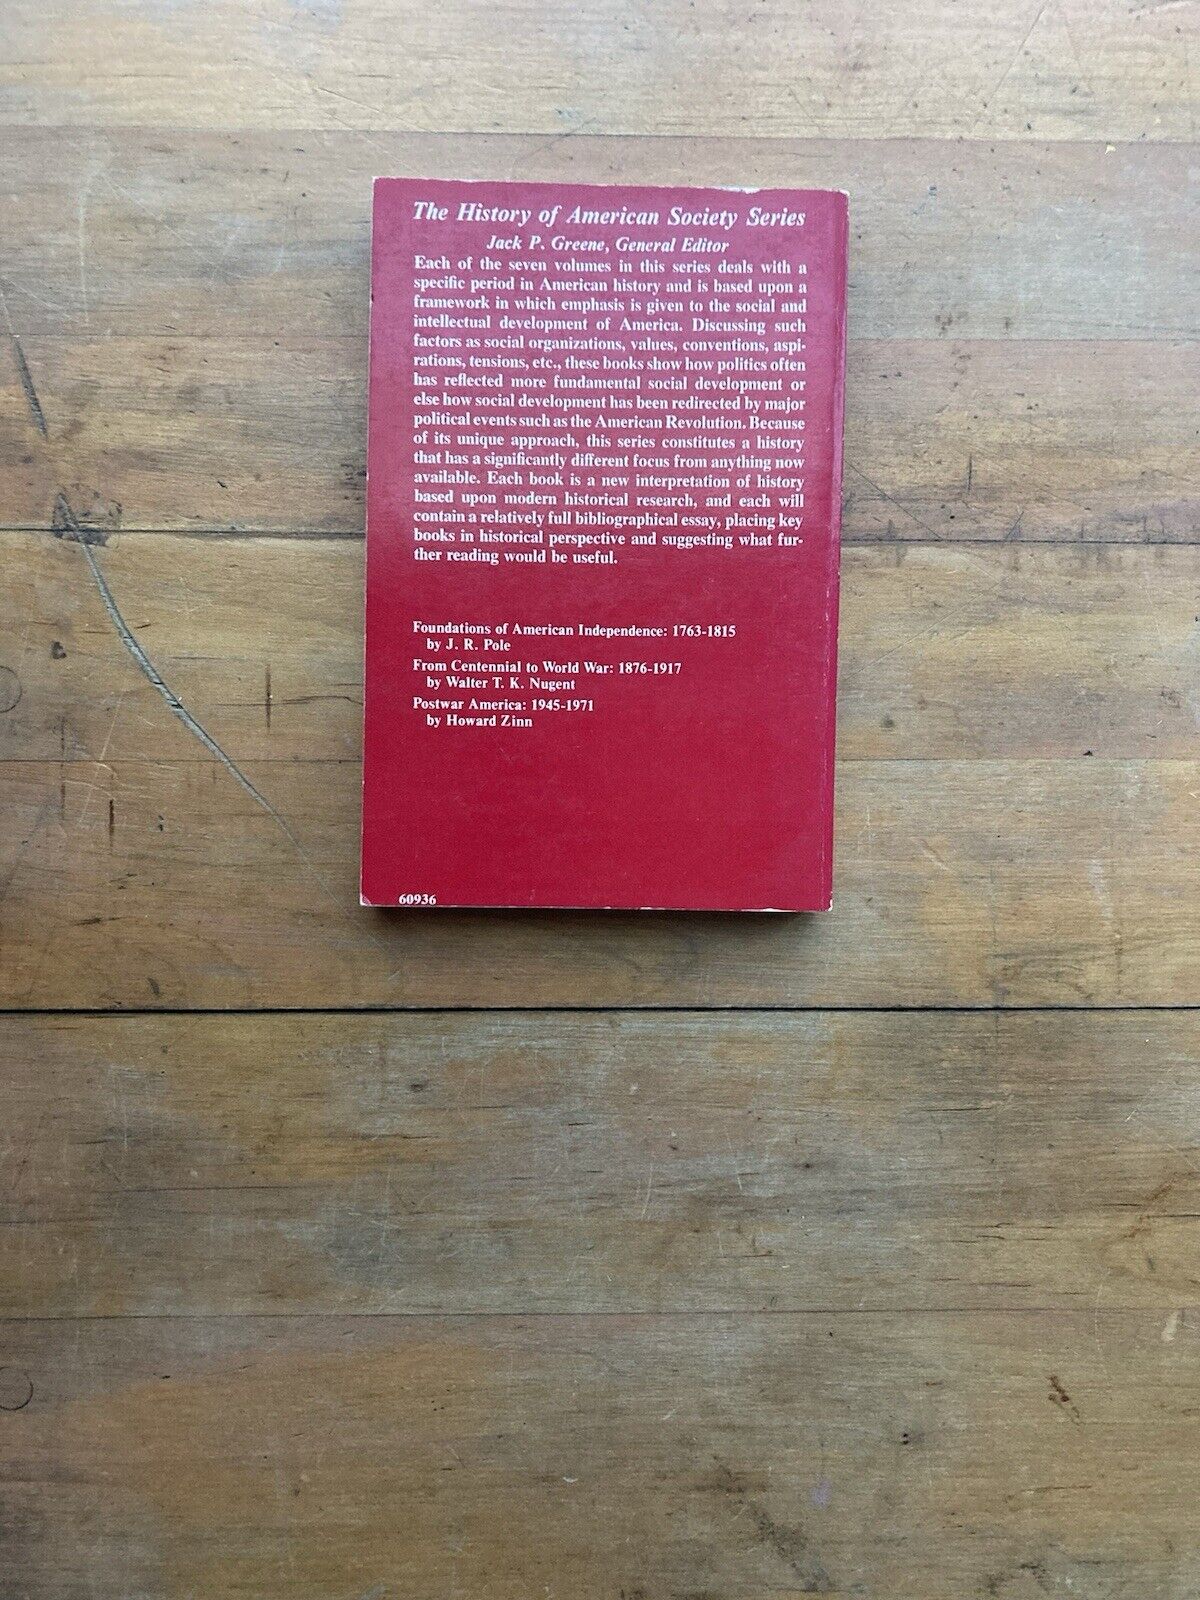 The History of American Society Series
Jack P. Greene, General Editor
Each of the seven volumes in this series deals with a
specific period in American history and is based upon a
framework in which emphasis is given to the social and
intellectual development of America. Discussing such
factors as social organizations, values, conventions, aspi-
rations, tensions, etc., these books show how politics often
has reflected more fundamental social development or
else how social development has been redirected by major
political events such as the American Revolution. Because
of its unique approach, this series constitutes a history
that has a significantly different focus from anything now
available. Each book is a new interpretation of history
based upon modern historical research, and each will
contain a relatively full bibliographical essay, placing key
books in historical perspective and suggesting what fur-
ther reading would be useful.
Foundations of American Independence: 1763-1815
by J. R. Pole
From Centennial to World War: 1876-1917
by Walter T. K. Nugent
Postwar America: 1945-1971
by Howard Zinn
60936